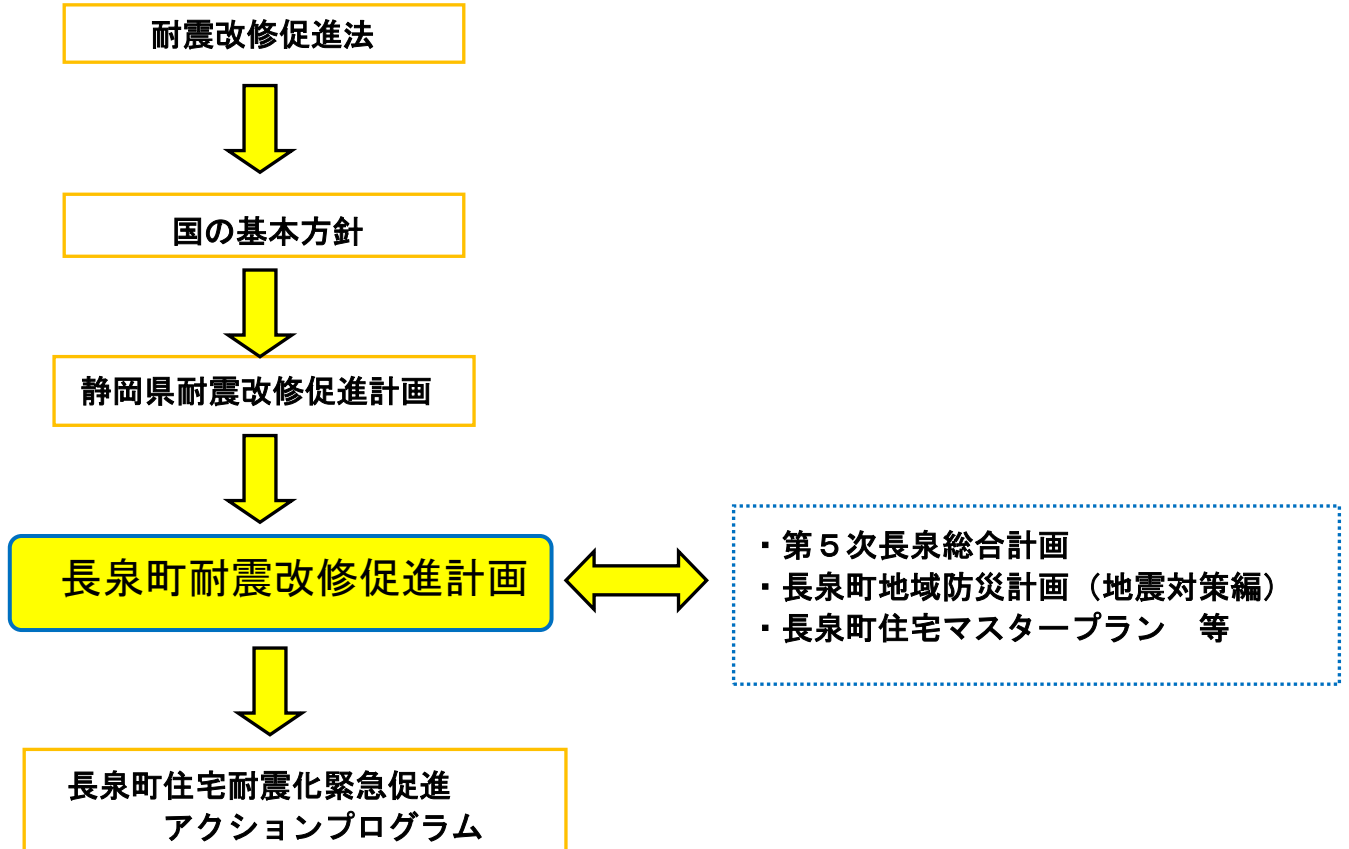 耐震改修促進法
国の基本方針
静岡県耐震改修促進計画
長泉町耐震改修促進計画
・第５次長泉総合計画
・長泉町地域防災計画（地震対策編）
・長泉町住宅マスタープラン　等
長泉町住宅耐震化緊急促進
アクションプログラム